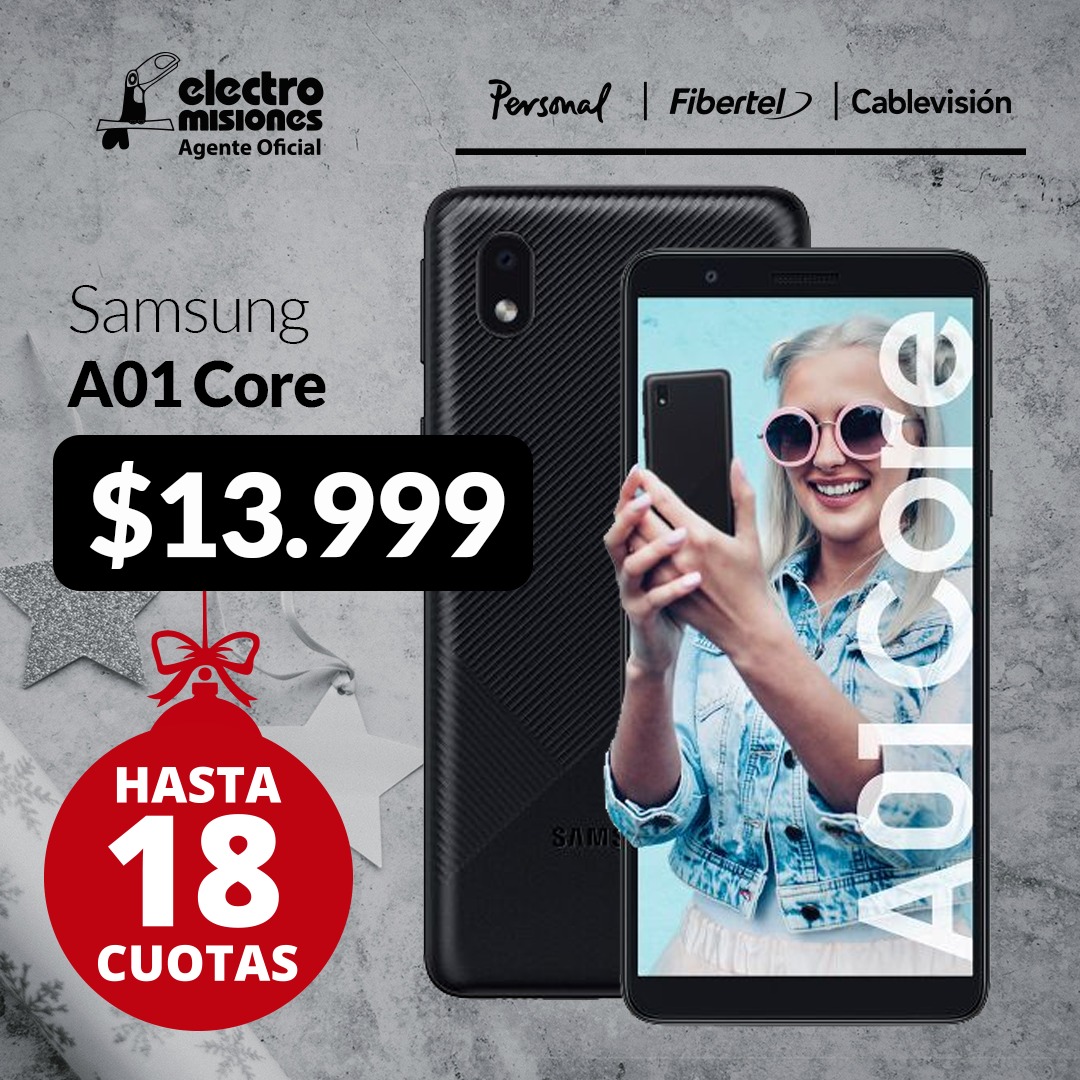 electro
misiones
Agente Oficial
Personal | Fibertel | Cablevisión
Samsung
A01 Core
$13.999
HASTA
18
CUOTAS
SAMS
A01 Core